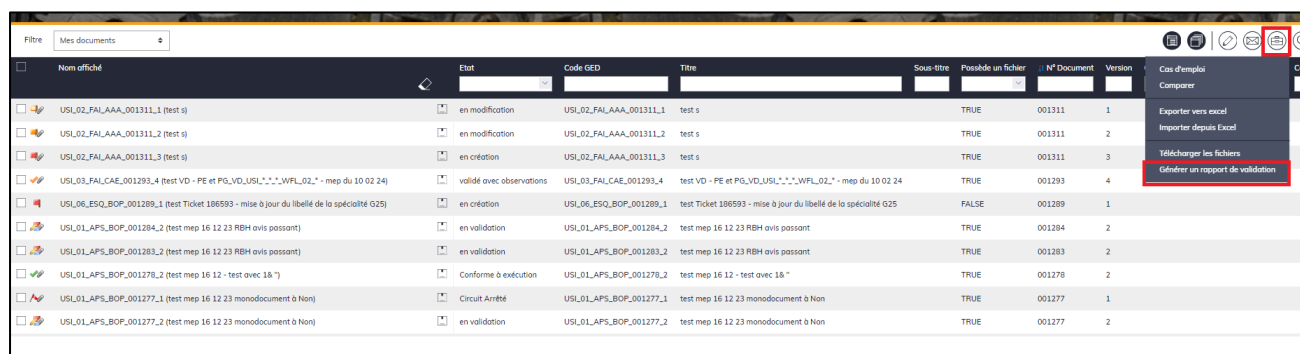 Filtre Mes documents
Nom affiché Etat Code GED Titre Sous-titre Possède un fichier N° Document Version
Cas d'emploi
Comparer
Exporter vers excel
Importer depuis Excel
Télécharger les fichiers
Générer un rapport de validation
USI_02_FAI_AAA_001311_1 (test s) en modification USI_02_FAI_AAA_001311_1 test s TRUE 001311 1
USI_02_FAI_AAA_001311_2 (test s) en modification USI_02_FAI_AAA_001311_2 test s TRUE 001311 2
USI_02_FAI_AAA_001311_3 (test s) en création USI_02_FAI_AAA_001311_3 test s TRUE 001311 3
USI_03_FAI_CAE_001293_4 (test VD - PE et PG_VD_USI_*_*_*_WFL_02_* - mep du 10 02 24) validé avec observations USI_03_FAI_CAE_001293_4 test VD - PE et PG_VD_USI_*_*_*_WFL_02_* - mep du 10 02 24 TRUE 001293 4
USI_06_ESQ_BOP_001289_1 (test Ticket 186593 - mise à jour du libellé de la spécialité G25) en création USI_06_ESQ_BOP_001289_1 test Ticket 186593 - mise à jour du libellé de la spécialité G25 FALSE 001289 1
USI_01_APS_BOP_001284_2 (test mep 16 12 23 RBH avis passant) en validation USI_01_APS_BOP_001284_2 test mep 16 12 23 RBH avis passant TRUE 001284 2
USI_01_APS_BOP_001283_2 (test mep 16 12 23 RBH avis passant) en validation USI_01_APS_BOP_001283_2 test mep 16 12 23 RBH avis passant TRUE 001283 2
USI_01_APS_BOP_001278_2 (test mep 16 12 - test avec 1& ") Conforme à exécution USI_01_APS_BOP_001278_2 test mep 16 12 - test avec 1& " TRUE 001278 2
USI_01_APS_BOP_001277_1 (test mep 16 12 23 monodocument à Non) Circuit Arrêté USI_01_APS_BOP_001277_1 test mep 16 12 23 monodocument à Non TRUE 001277 1
USI_01_APS_BOP_001277_2 (test mep 16 12 23 monodocument à Non) en validation USI_01_APS_BOP_001277_2 test mep 16 12 23 monodocument à Non TRUE 001277 2